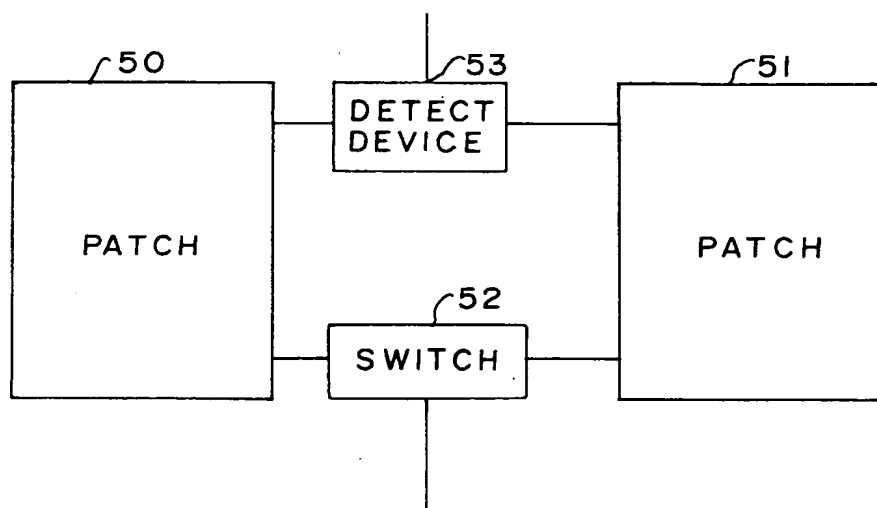 50
53
51
DETECT
DEVICE
PATCH
PATCH
52
SWITCH